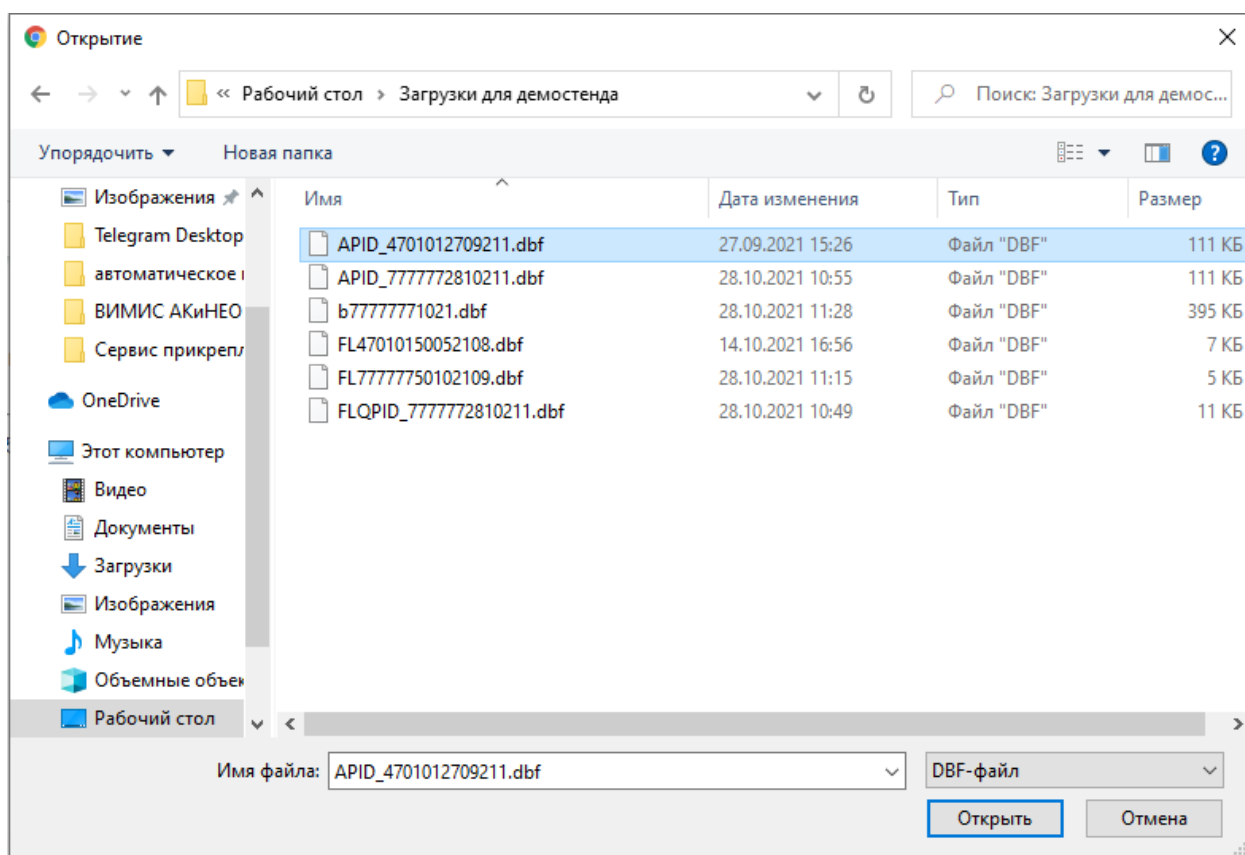 Открытие
« Рабочий стол › Загрузки для демостенда
Поиск: Загрузки для демос...
Упорядочить Новая папка
?
Изображения
Telegram Desktop
автоматическое
ВИМИС АКиНЕО
Сервис прикрепл
OneDrive
Этот компьютер
Видео
Документы
Загрузки
Изображения
Музыка
Объемные объек
Рабочий стол
Имя Дата изменения Тип Размер
APID_4701012709211.dbf 27.09.2021 15:26 Файл "DBF" 111 КБ
APID_7777772810211.dbf 28.10.2021 10:55 Файл "DBF" 111 КБ
b77777771021.dbf 28.10.2021 11:28 Файл "DBF" 395 КБ
FL47010150052108.dbf 14.10.2021 16:56 Файл "DBF" 7 КБ
FL77777750102109.dbf 28.10.2021 11:15 Файл "DBF" 5 КБ
FLQPID_7777772810211.dbf 28.10.2021 10:49 Файл "DBF" 11 КБ
Имя файла: APID_4701012709211.dbf DBF-файл
Открыть Отмена